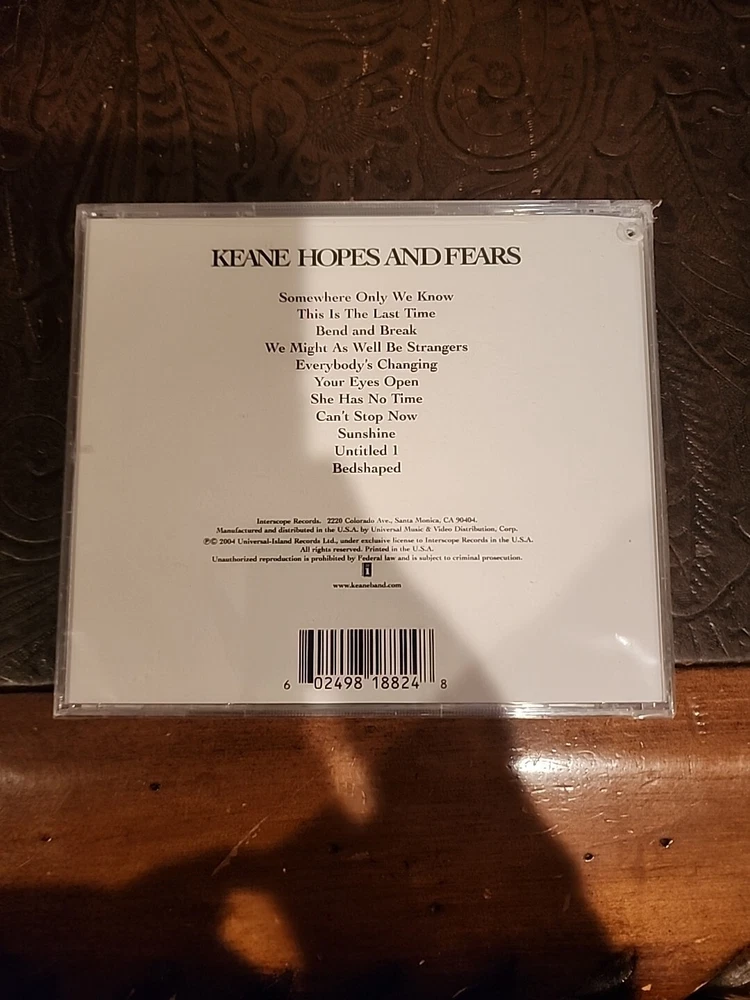 KEANE HOPES AND FEARS
Somewhere Only We Know
This Is The Last Time
Bend and Break
We Might As Well Be Strangers
Everybody's Changing
Your Eyes Open
She Has No Time
Can't Stop Now
Sunshine
Untitled 1
Bedshaped
Interscope Records. 2220 Colorado Ave., Santa Monica, CA 90404.
Manufactured and distributed in the U.S.A. by Universal Music & Video Distribution, Corp.
℗© 2004 Universal-Island Records Ltd., under exclusive license to Interscope Records in the U.S.A.
All rights reserved. Printed in the U.S.A.
Unauthorized reproduction is prohibited by Federal law and is subject to criminal prosecution.
i
www.keaneband.com
6 02498 18824 8